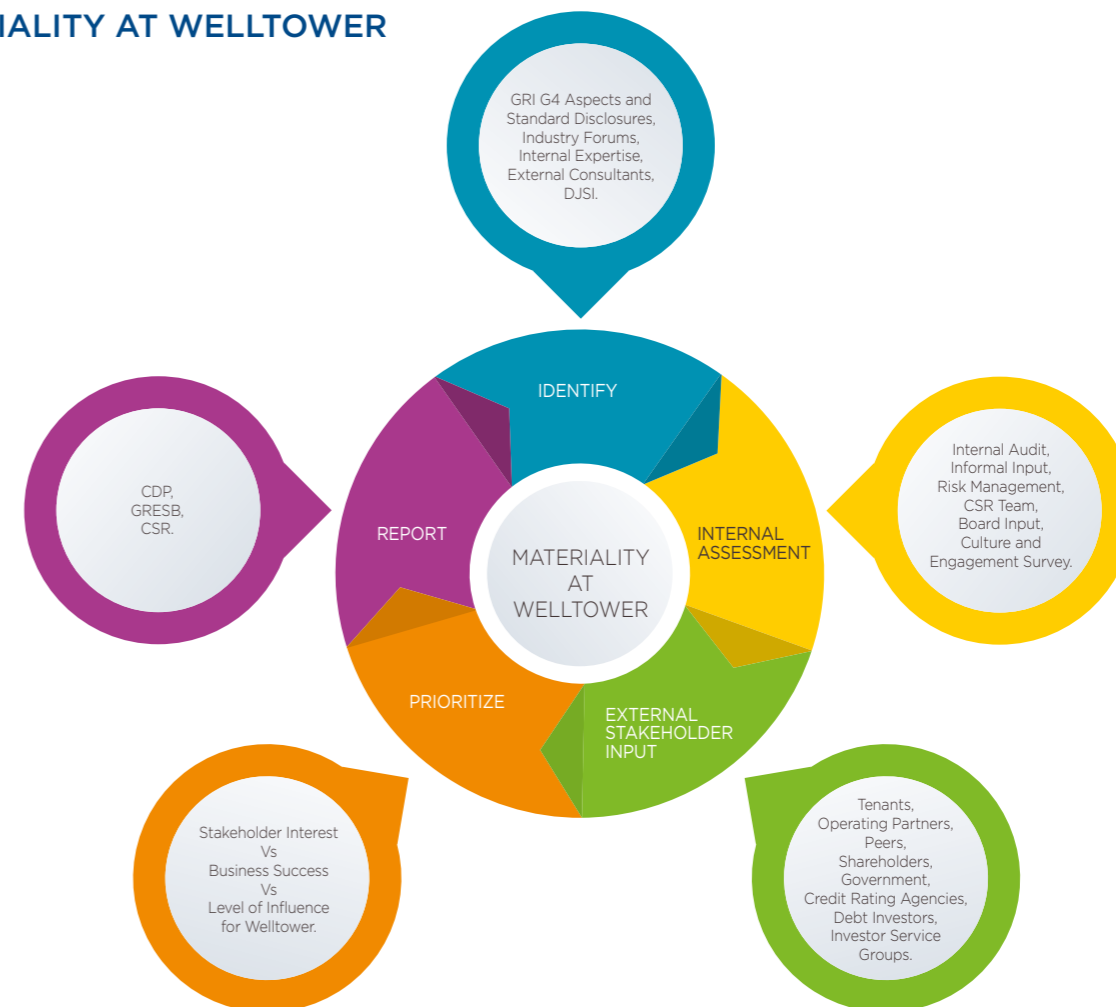 IALITY AT WELLTOWER
GRI G4 Aspects and
Standard Disclosures,
Industry Forums,
Internal Expertise,
External Consultants,
DJSI.
IDENTIFY
CDP,
GRESB,
CSR.
REPORT
MATERIALITY
AT
WELLTOWER
INTERNAL
ASSESSMENT
Internal Audit,
Informal Input,
Risk Management,
CSR Team,
Board Input,
Culture and
Engagement Survey.
PRIORITIZE
EXTERNAL
STAKEHOLDER
INPUT
Stakeholder Interest
Vs
Business Success
Vs
Level of Influence
for Welltower.
Tenants,
Operating Partners,
Peers,
Shareholders,
Government,
Credit Rating Agencies,
Debt Investors,
Investor Service
Groups.